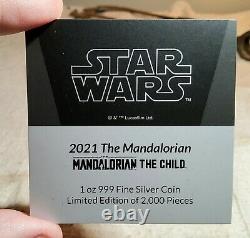 STAR
WARS
™
© & ™ Lucasfilm Ltd.
2021 The Mandalorian
MANDALORIAN THE CHILD
1 oz 999 Fine Silver Coin
Limited Edition of 2,000 Pieces